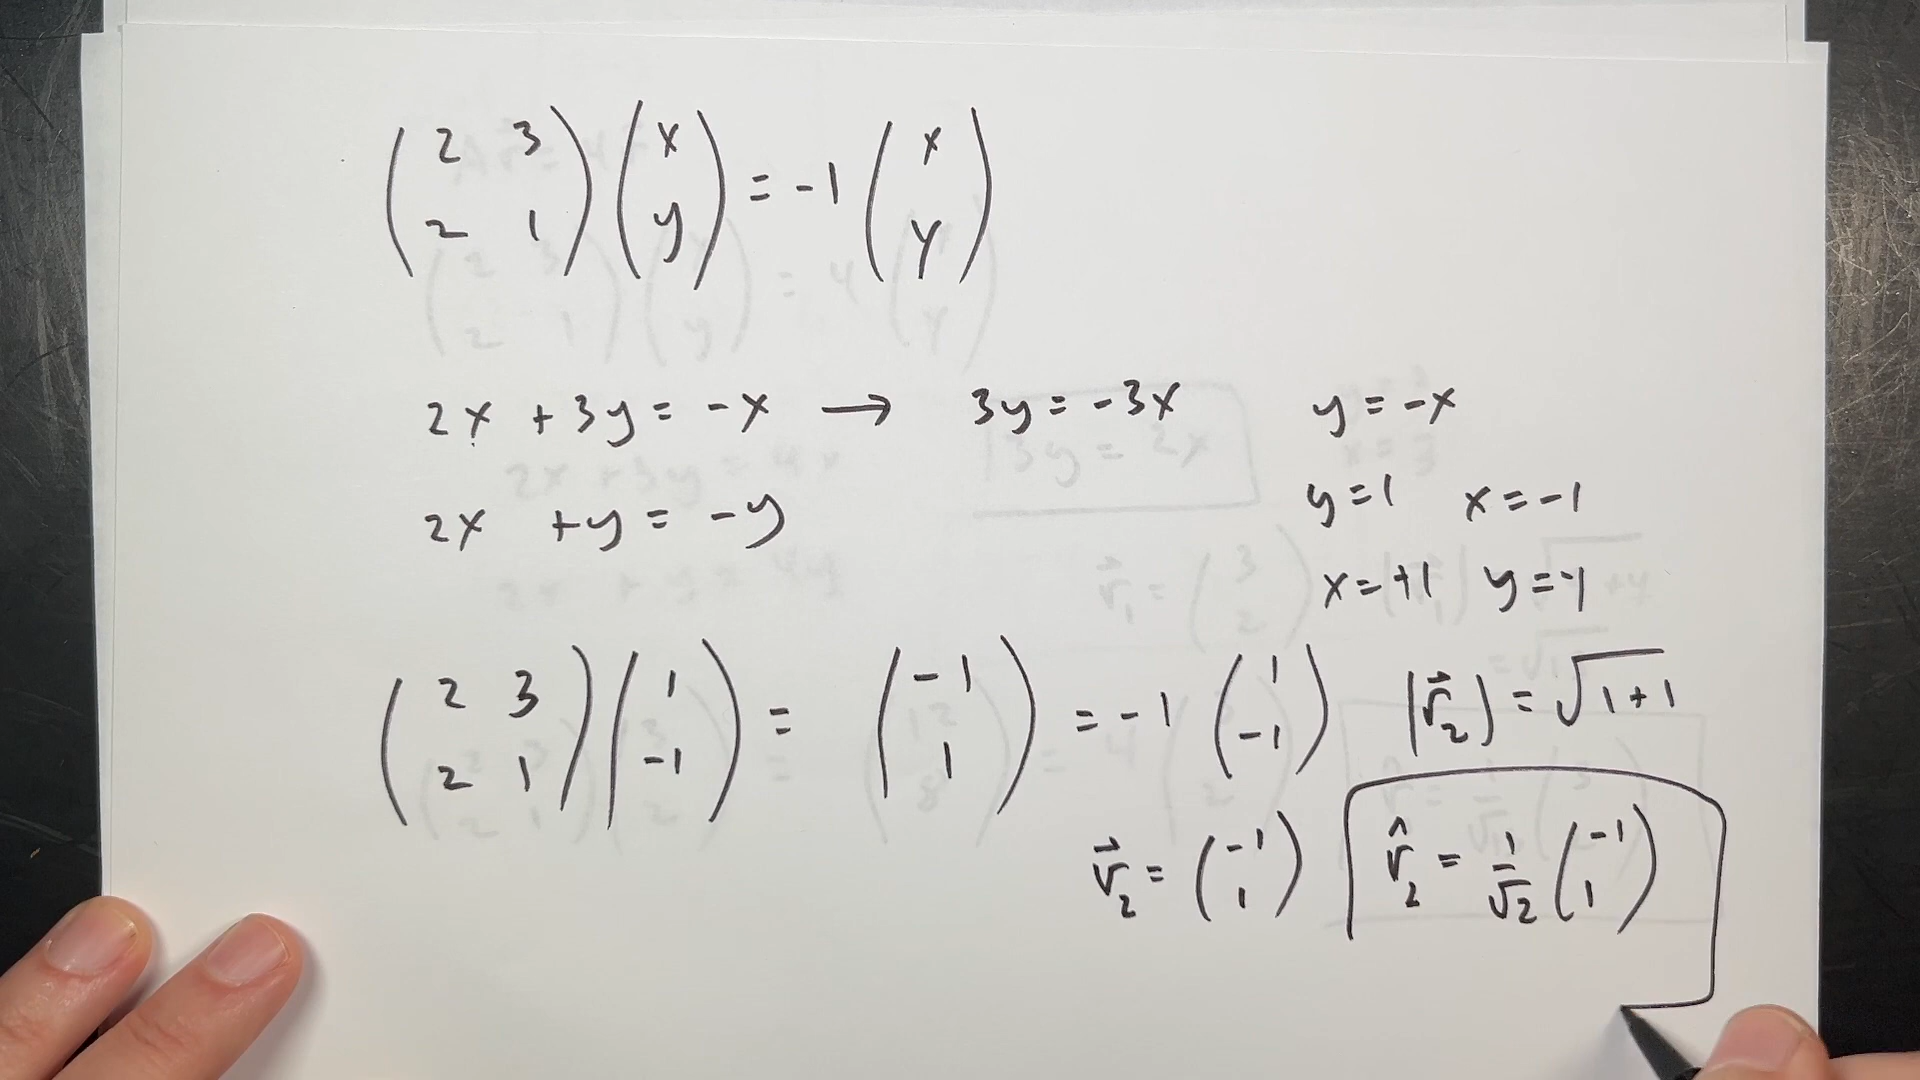 (2 3; 2 1)(x; y) = -1 (x; y)
2x + 3y = -x → 3y = -3x y = -x
2x + y = -y y = 1 x = -1
x = +1 y = -1
(2 3; 2 1)(1; -1) = (-1; 1) = -1 (1; -1) |r⃗₂| = √(1+1)
r⃗₂ = (-1; 1) r̂₂ = 1/√2 (-1; 1)